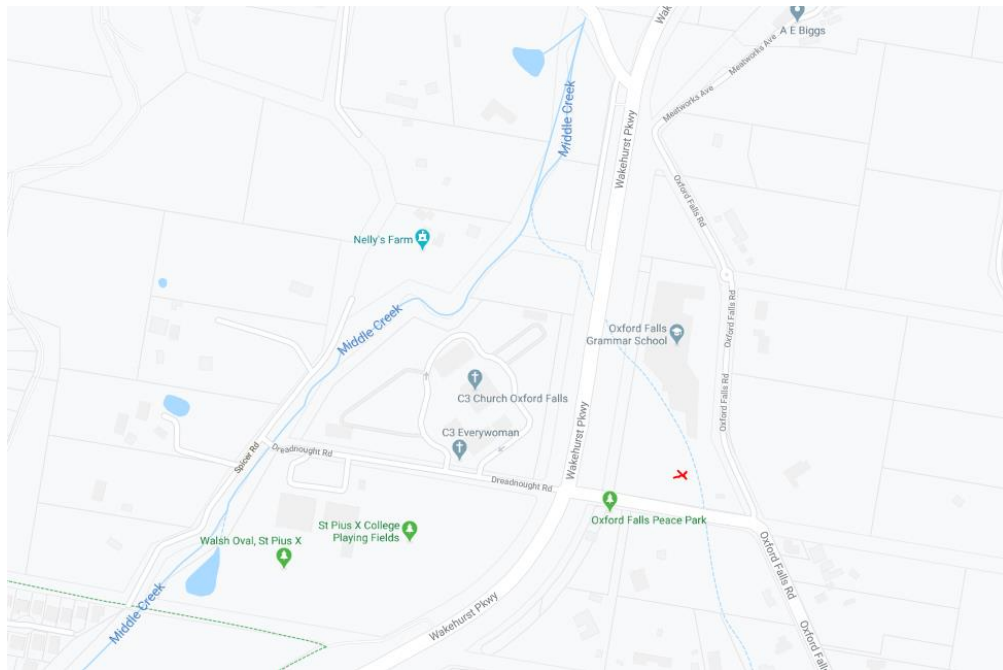 Wak
A E Biggs
Meatworks Ave
Middle Creek
Meatworks Ave
Wakehurst Pkwy
Oxford Falls Rd
Nelly's Farm
Middle Creek
Oxford Falls Rd
Oxford Falls
Grammar School
C3 Church Oxford Falls
Oxford Falls Rd
Wakehurst Pkwy
C3 Everywoman
Spicer Rd
Dreadnought Rd
Dreadnought Rd
X
Oxford Falls Peace Park
St Pius X College
Playing Fields
Walsh Oval, St Pius X
Oxford Falls Rd
Middle Creek
Wakehurst Pkwy
Oxford Falls